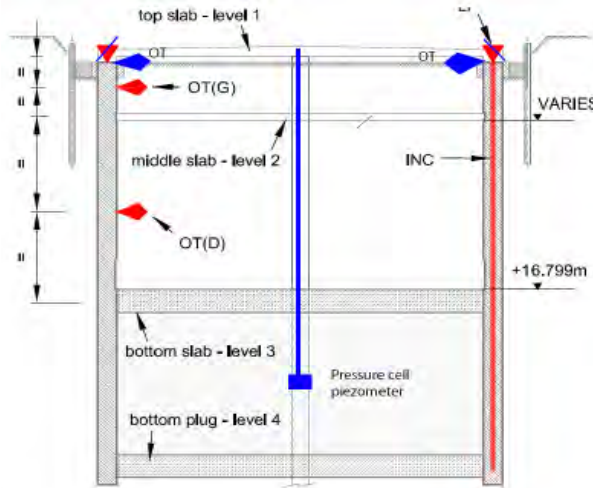 top slab - level 1
OT
OT
OT(G)
VARIES
middle slab - level 2
INC
OT(D)
+16.799m
bottom slab - level 3
Pressure cell
piezometer
bottom plug - level 4
=
=
=
=